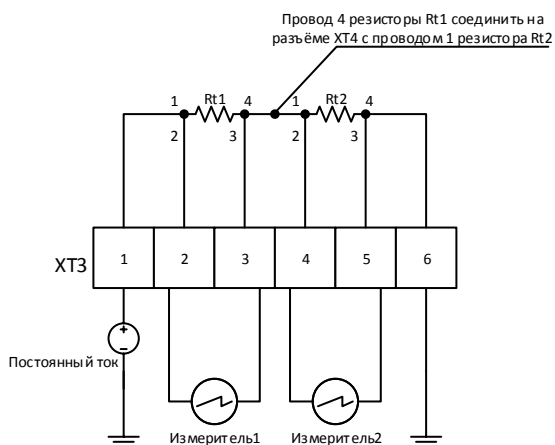 Провод 4 резисторы Rt1 соединить на
разъёме XT4 с проводом 1 резистора Rt2
1 Rt1 4 1 Rt2 4
2 3 2 3
XT3 1 2 3 4 5 6
+
−
Постоянный ток
Измеритель1 Измеритель2